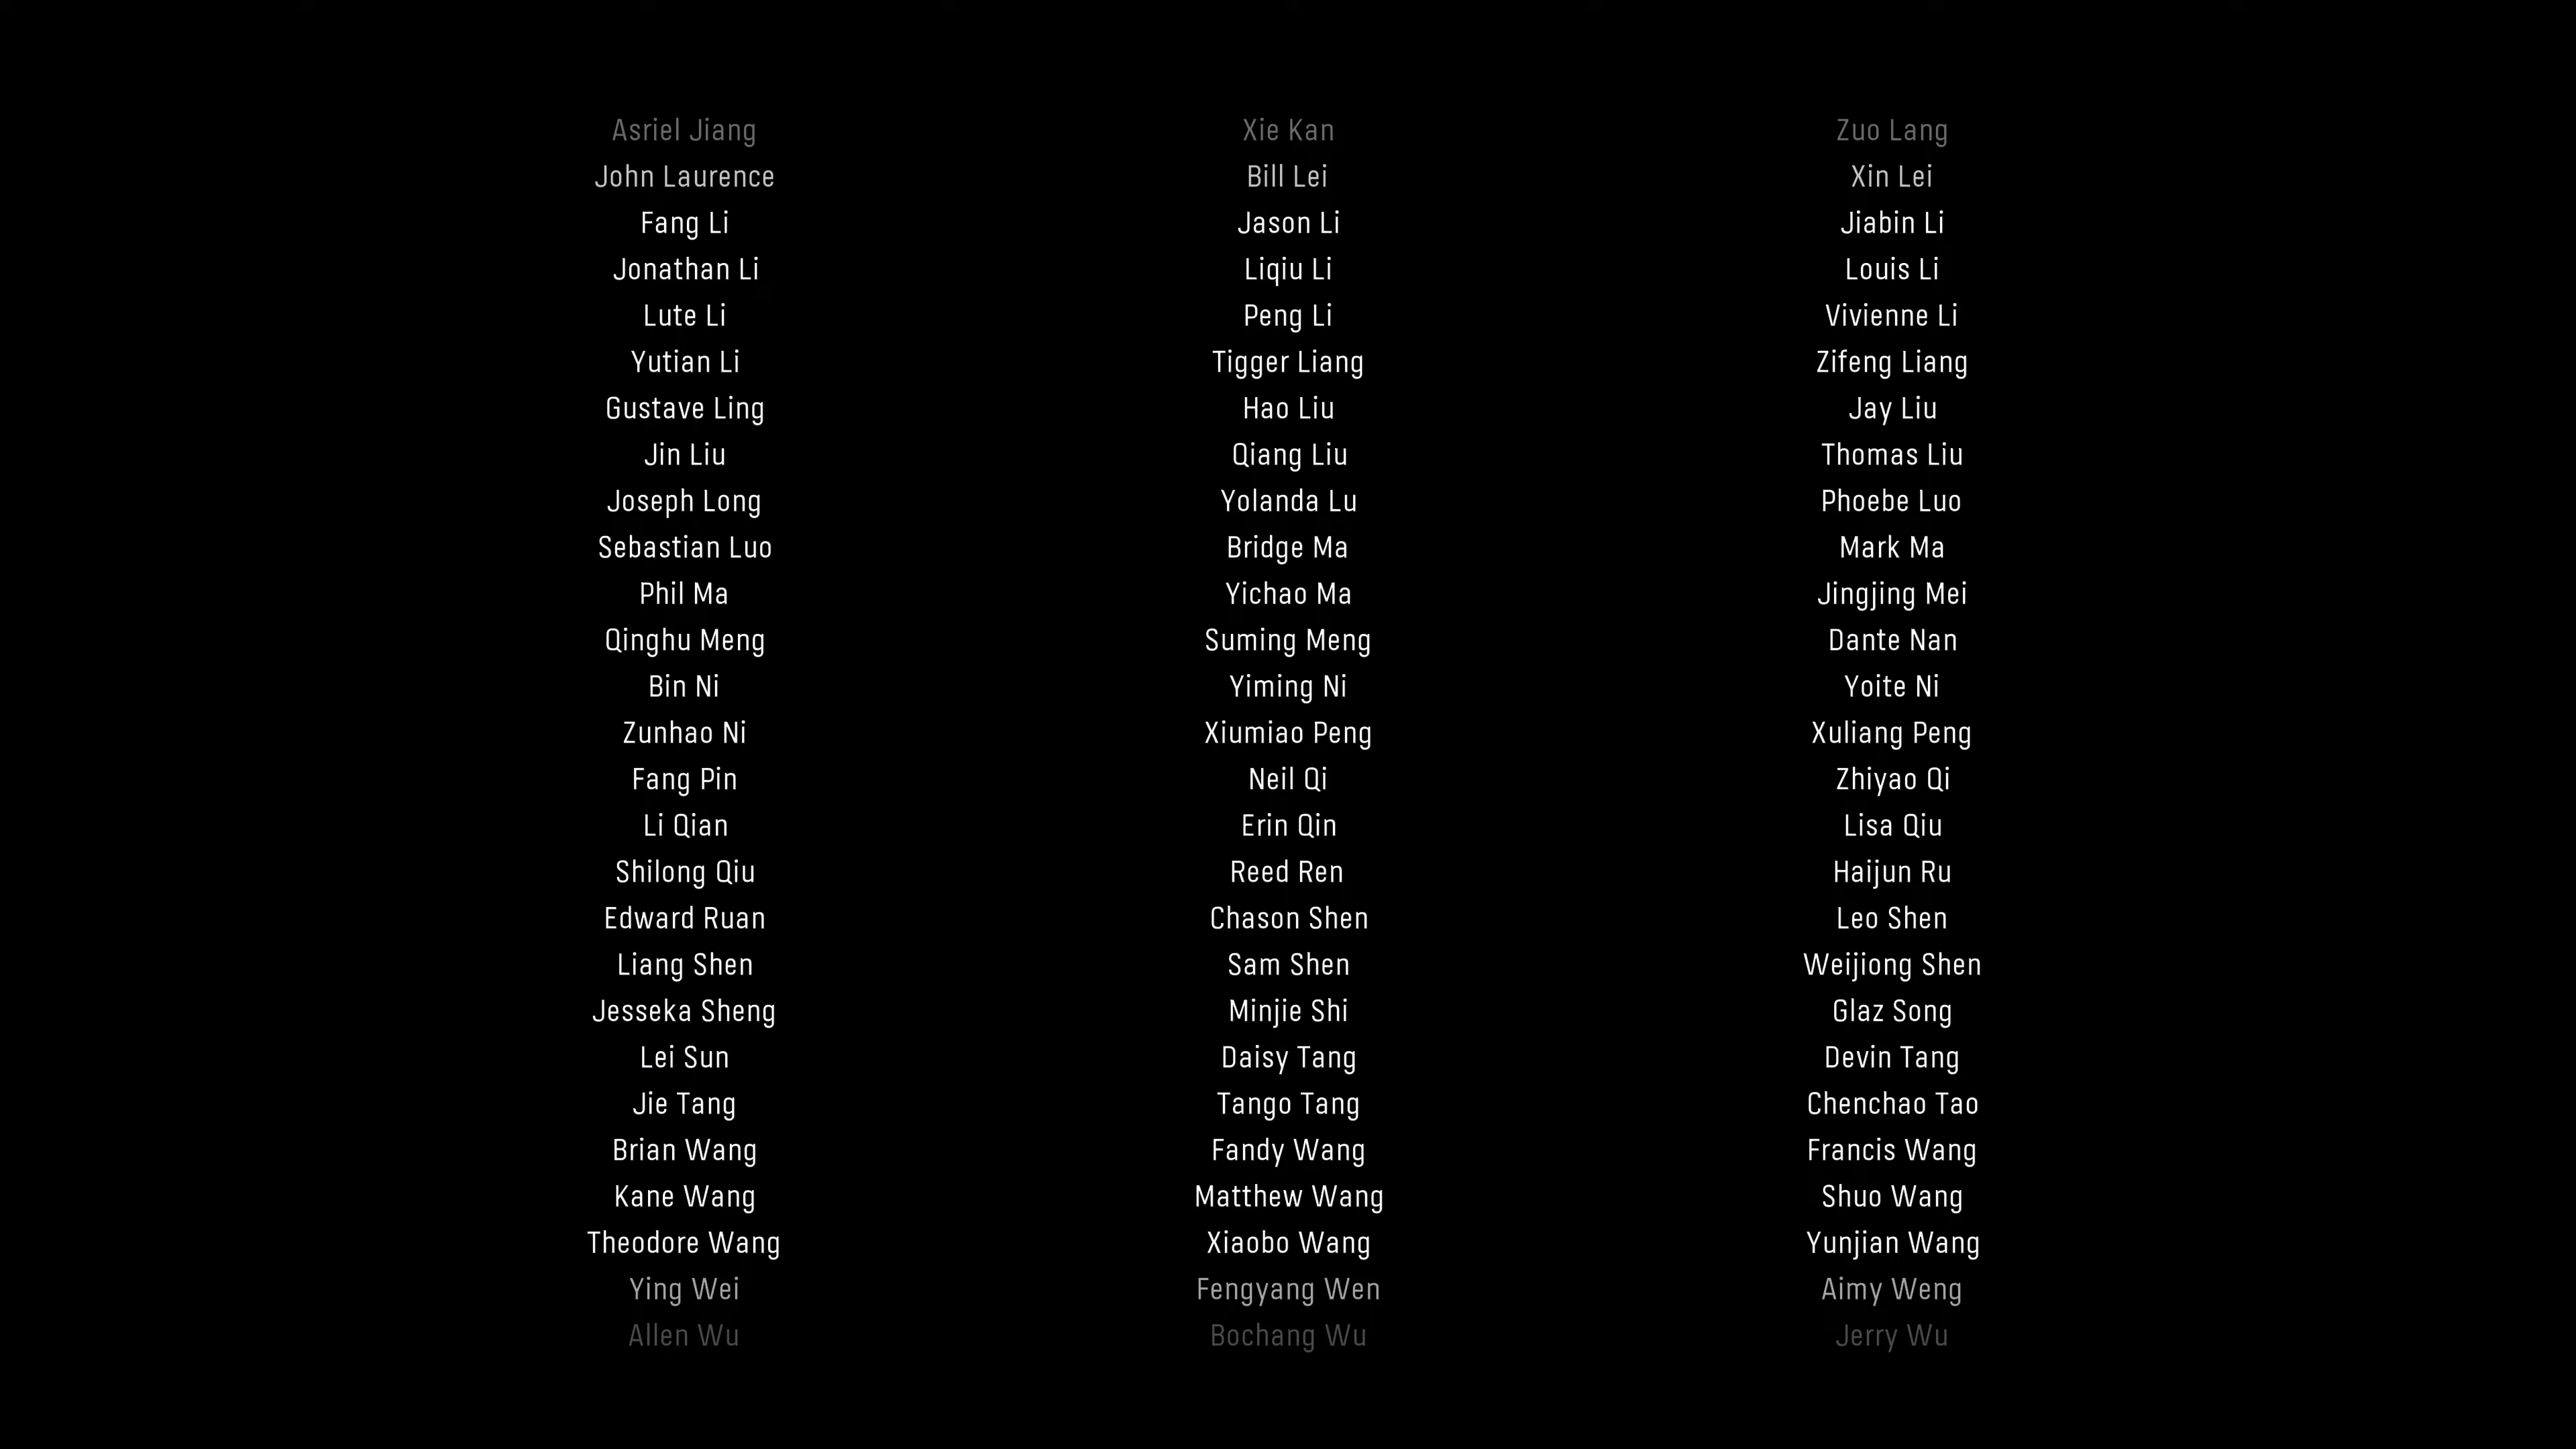 Asriel Jiang Xie Kan Zuo Lang
John Laurence Bill Lei Xin Lei
Fang Li Jason Li Jiabin Li
Jonathan Li Liqiu Li Louis Li
Lute Li Peng Li Vivienne Li
Yutian Li Tigger Liang Zifeng Liang
Gustave Ling Hao Liu Jay Liu
Jin Liu Qiang Liu Thomas Liu
Joseph Long Yolanda Lu Phoebe Luo
Sebastian Luo Bridge Ma Mark Ma
Phil Ma Yichao Ma Jingjing Mei
Qinghu Meng Suming Meng Dante Nan
Bin Ni Yiming Ni Yoite Ni
Zunhao Ni Xiumiao Peng Xuliang Peng
Fang Pin Neil Qi Zhiyao Qi
Li Qian Erin Qin Lisa Qiu
Shilong Qiu Reed Ren Haijun Ru
Edward Ruan Chason Shen Leo Shen
Liang Shen Sam Shen Weijiong Shen
Jesseka Sheng Minjie Shi Glaz Song
Lei Sun Daisy Tang Devin Tang
Jie Tang Tango Tang Chenchao Tao
Brian Wang Fandy Wang Francis Wang
Kane Wang Matthew Wang Shuo Wang
Theodore Wang Xiaobo Wang Yunjian Wang
Ying Wei Fengyang Wen Aimy Weng
Allen Wu Bochang Wu Jerry Wu